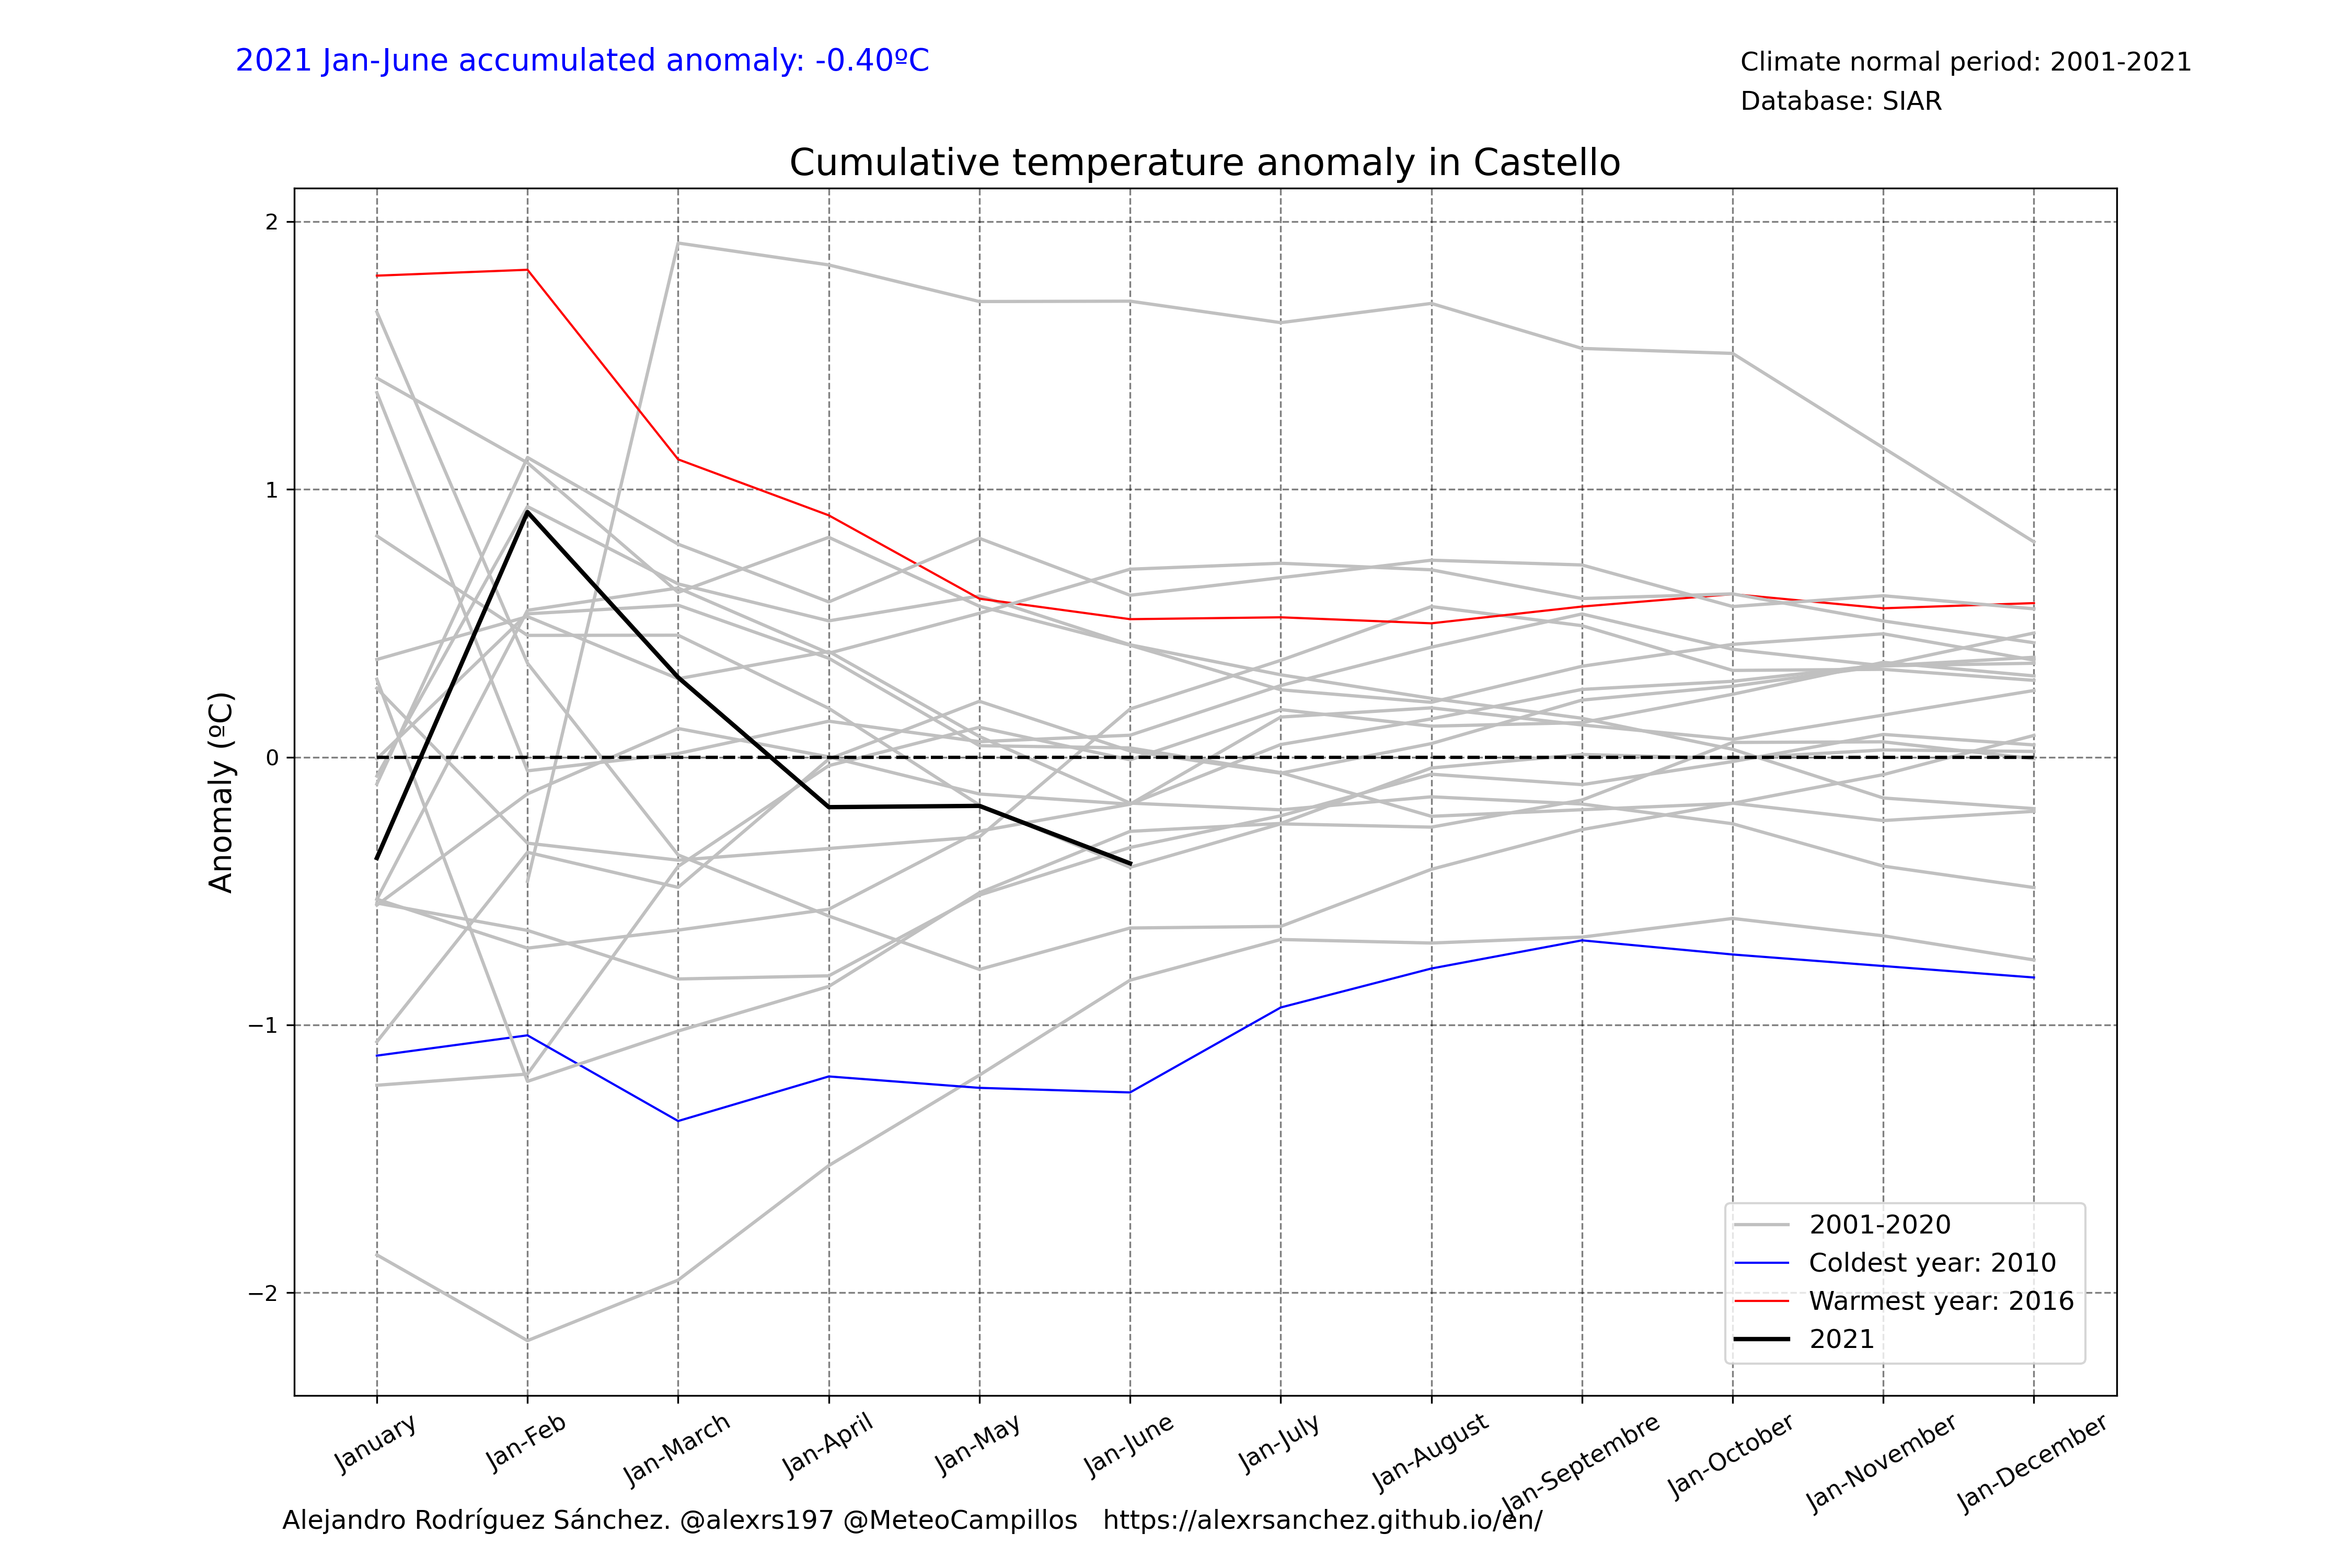 2021 Jan-June accumulated anomaly: -0.40ºC
Climate normal period: 2001-2021
Database: SIAR
Cumulative temperature anomaly in Castello
Anomaly (ºC)
2
1
0
−1
−2
2001-2020
Coldest year: 2010
Warmest year: 2016
2021
January
Jan-Feb
Jan-March
Jan-April
Jan-May
Jan-June
Jan-July
Jan-August
Jan-Septembre
Jan-October
Jan-November
Jan-December
Alejandro Rodríguez Sánchez. @alexrs197 @MeteoCampillos   https://alexrsanchez.github.io/en/